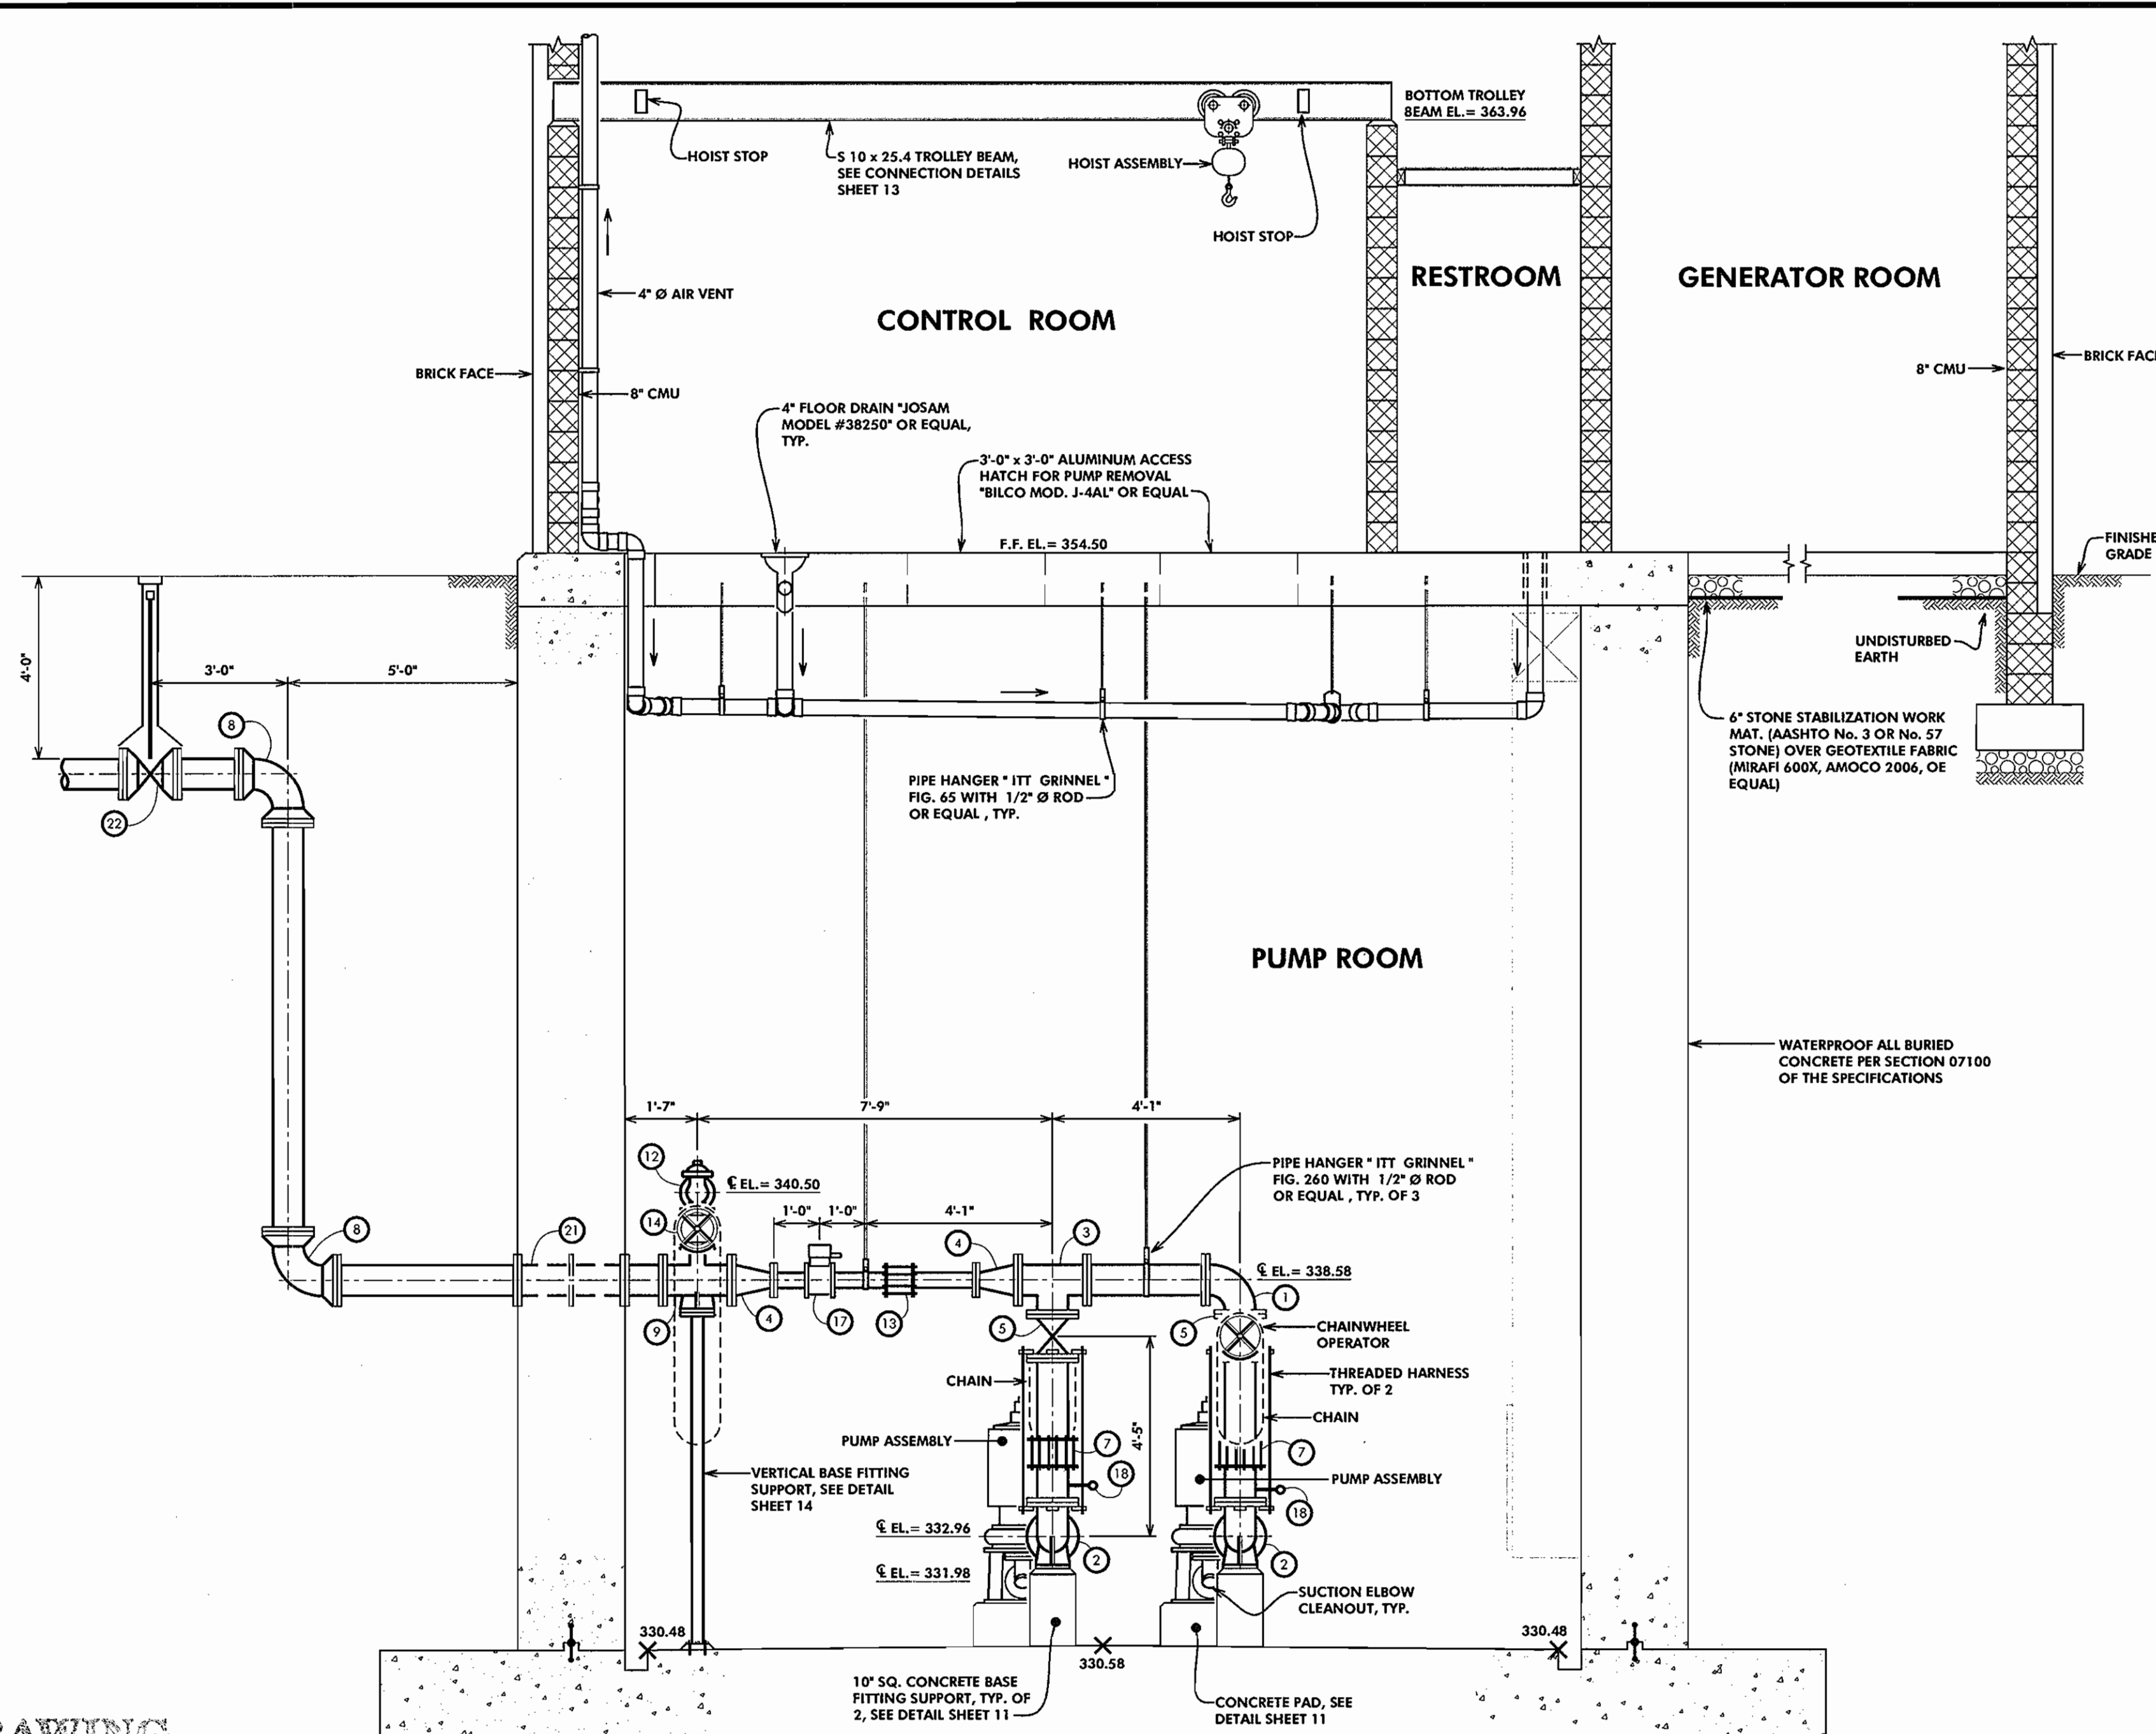 BOTTOM TROLLEY
BEAM EL.= 363.96
HOIST STOP
S 10 x 25.4 TROLLEY BEAM,
SEE CONNECTION DETAILS
SHEET 13
HOIST ASSEMBLY
HOIST STOP
4" Ø AIR VENT
CONTROL ROOM
RESTROOM
GENERATOR ROOM
BRICK FACE
8" CMU
8" CMU
BRICK FAC
4" FLOOR DRAIN "JOSAM
MODEL #38250" OR EQUAL,
TYP.
3'-0" x 3'-0" ALUMINUM ACCESS
HATCH FOR PUMP REMOVAL
"BILCO MOD. J-4AL" OR EQUAL
F.F. EL.= 354.50
FINISHE
GRADE
4'-0"
3'-0"
5'-0"
8
22
UNDISTURBED
EARTH
6" STONE STABILIZATION WORK
MAT. (AASHTO No. 3 OR No. 57
STONE) OVER GEOTEXTILE FABRIC
(MIRAFI 600X, AMOCO 2006, OE
EQUAL)
PIPE HANGER " ITT GRINNEL "
FIG. 65 WITH 1/2" Ø ROD
OR EQUAL , TYP.
PUMP ROOM
WATERPROOF ALL BURIED
CONCRETE PER SECTION 07100
OF THE SPECIFICATIONS
1'-7"
7'-9"
4'-1"
12
℄ EL.= 340.50
PIPE HANGER " ITT GRINNEL "
FIG. 260 WITH 1/2" Ø ROD
OR EQUAL , TYP. OF 3
14
1'-0"
1'-0"
4'-1"
8
21
4
3
℄ EL.= 338.58
1
9
4
17
13
5
5
CHAINWHEEL
OPERATOR
CHAIN
THREADED HARNESS
TYP. OF 2
CHAIN
4'-5"
PUMP ASSEMBLY
7
7
18
PUMP ASSEMBLY
18
VERTICAL BASE FITTING
SUPPORT, SEE DETAIL
SHEET 14
℄ EL.= 332.96
2
2
℄ EL.= 331.98
SUCTION ELBOW
CLEANOUT, TYP.
330.48
330.58
330.48
10" SQ. CONCRETE BASE
FITTING SUPPORT, TYP. OF
2, SEE DETAIL SHEET 11
CONCRETE PAD, SEE
DETAIL SHEET 11